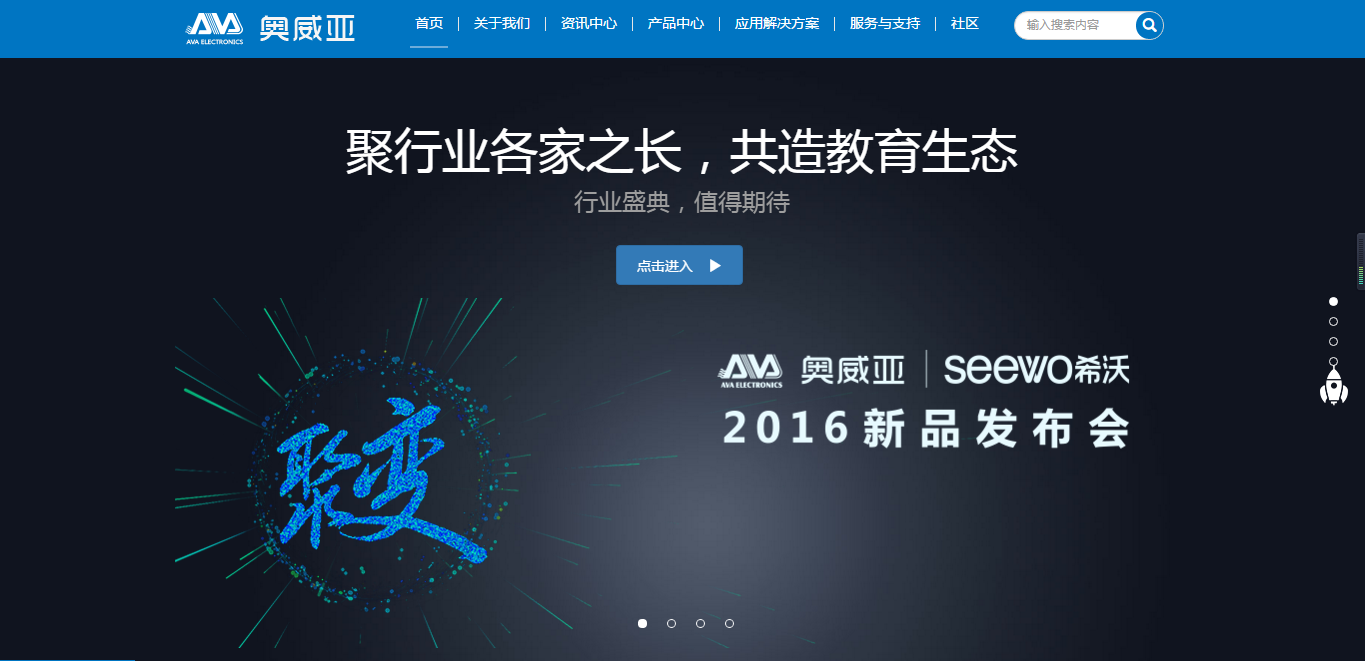 AVA ELECTRONICS 奥威亚
首页 | 关于我们 | 资讯中心 | 产品中心 | 应用解决方案 | 服务与支持 | 社区
输入搜索内容
聚行业各家之长，共造教育生态
行业盛典，值得期待
点击进入
AVA ELECTRONICS 奥威亚 | seewo希沃
2016新品发布会
聚变